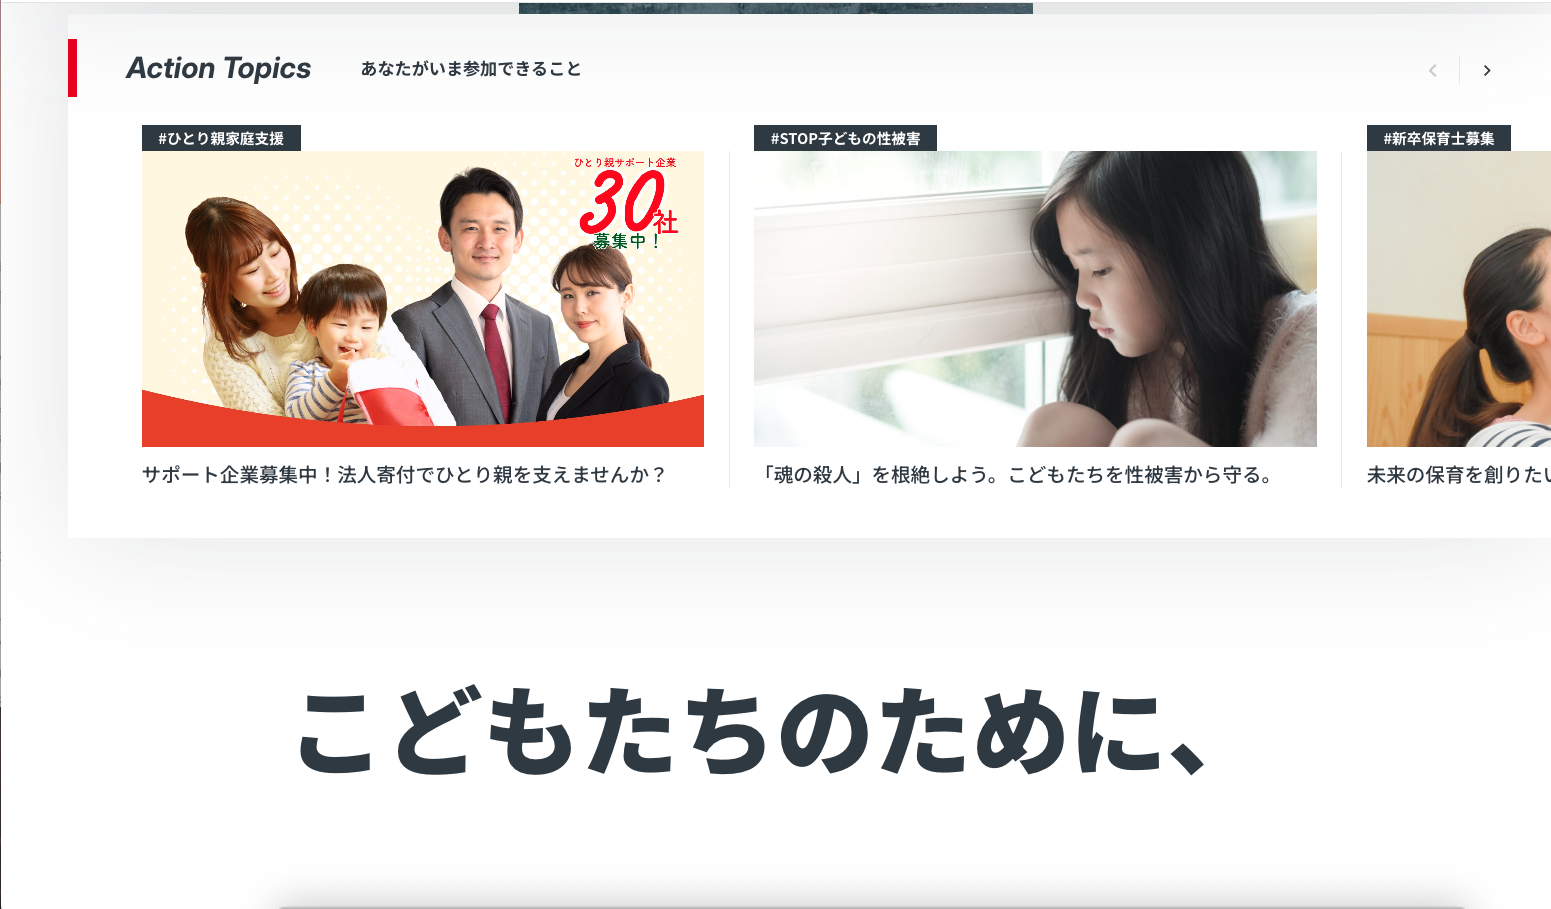 Action Topics
あなたがいま参加できること
#ひとり親家庭支援
ひとり親サポート企業
30社
募集中！
サポート企業募集中！法人寄付でひとり親を支えませんか？
#STOP子どもの性被害
「魂の殺人」を根絶しよう。こどもたちを性被害から守る。
#新卒保育士募集
未来の保育を創りたい
こどもたちのために、